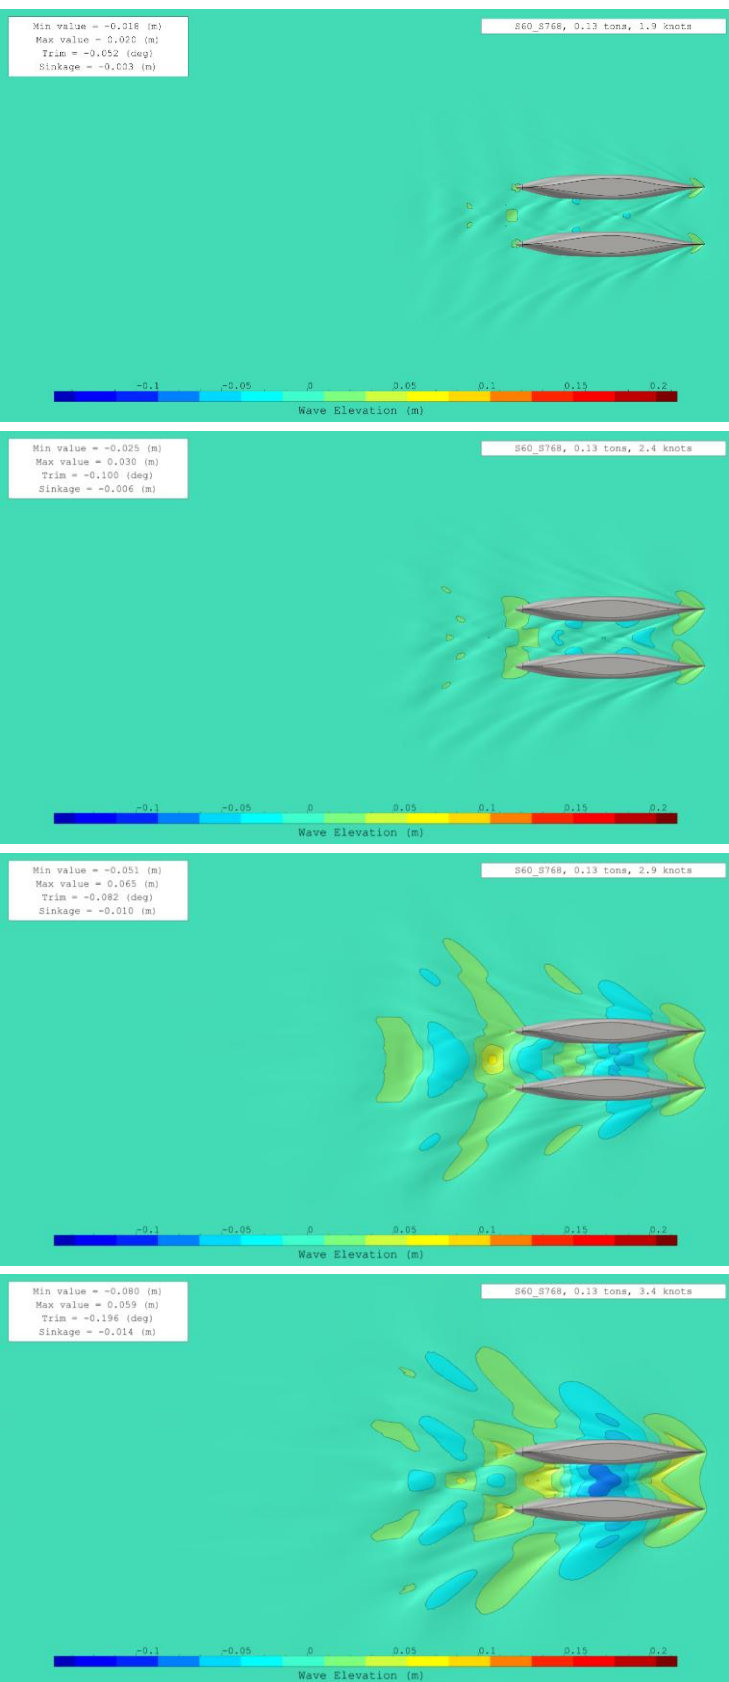 Min value = -0.018 (m)
Max value = 0.020 (m)
Trim = -0.052 (deg)
Sinkage = -0.003 (m)
S60_S768, 0.13 tons, 1.9 knots
-0.1 -0.05 0 0.05 0.1 0.15 0.2
Wave Elevation (m)
Min value = -0.025 (m)
Max value = 0.030 (m)
Trim = -0.100 (deg)
Sinkage = -0.006 (m)
S60_S768, 0.13 tons, 2.4 knots
-0.1 -0.05 0 0.05 0.1 0.15 0.2
Wave Elevation (m)
Min value = -0.051 (m)
Max value = 0.065 (m)
Trim = -0.082 (deg)
Sinkage = -0.010 (m)
S60_S768, 0.13 tons, 2.9 knots
-0.1 -0.05 0 0.05 0.1 0.15 0.2
Wave Elevation (m)
Min value = -0.080 (m)
Max value = 0.059 (m)
Trim = -0.196 (deg)
Sinkage = -0.014 (m)
S60_S768, 0.13 tons, 3.4 knots
-0.1 -0.05 0 0.05 0.1 0.15 0.2
Wave Elevation (m)